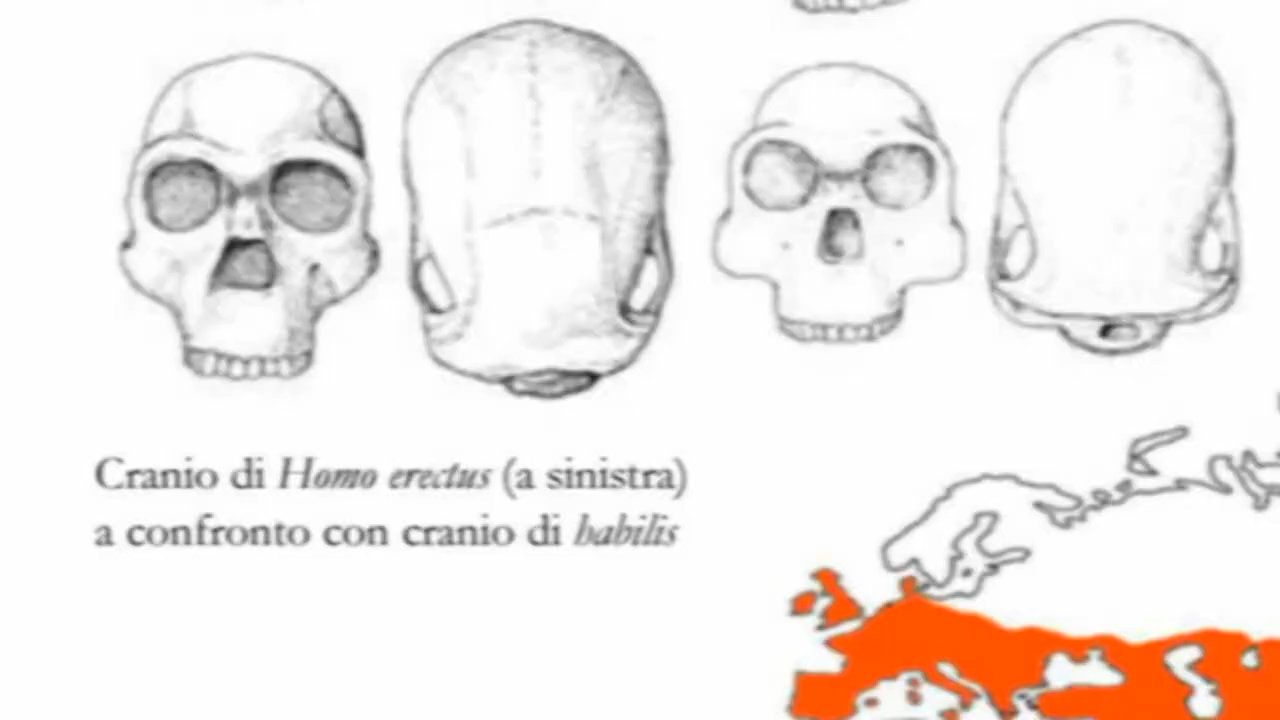 Cranio di Homo erectus (a sinistra)
a confronto con cranio di habilis